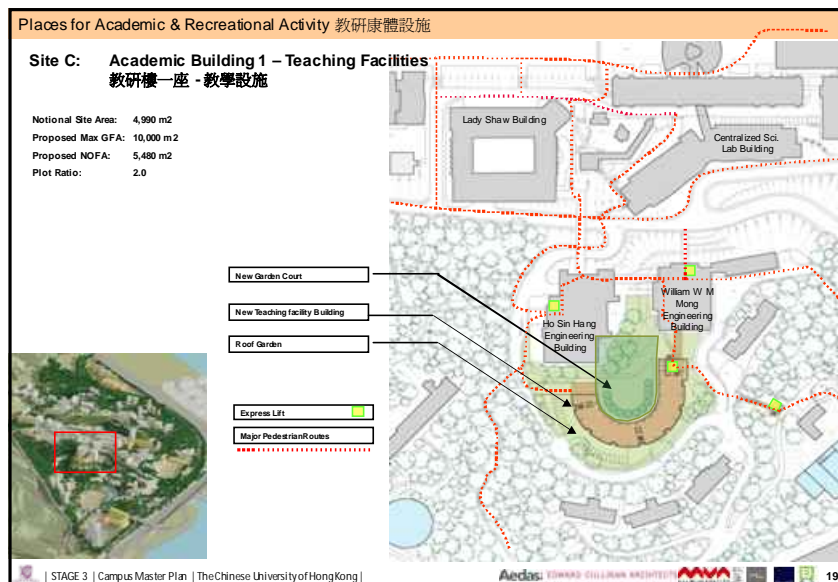 Places for Academic & Recreational Activity 教研康體設施
Site C: Academic Building 1 – Teaching Facilities
教研樓一座 - 教學設施
Notional Site Area: 4,990 m2
Proposed Max GFA: 10,000 m2
Proposed NOFA: 5,480 m2
Plot Ratio: 2.0
Lady Shaw Building
Centralized Sci.
Lab Building
New Garden Court
New Teaching facility Building
Roof Garden
William W M
Mong
Engineering
Building
Ho Sin Hang
Engineering
Building
Express Lift
Major Pedestrian Routes
| STAGE 3 | Campus Master Plan | The Chinese University of Hong Kong |
Aedas EDWARD CULLINAN ARCHITECTS MVA
19